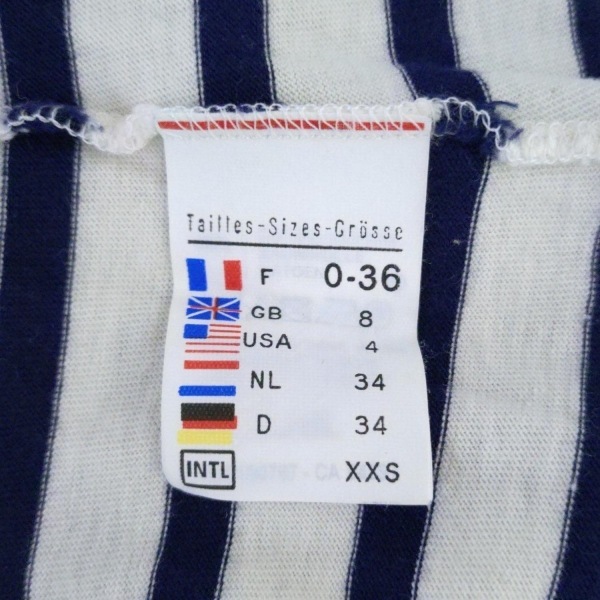 Tailles-Sizes-Grösse
F 0-36
GB 8
USA 4
NL 34
D 34
INTL XXS